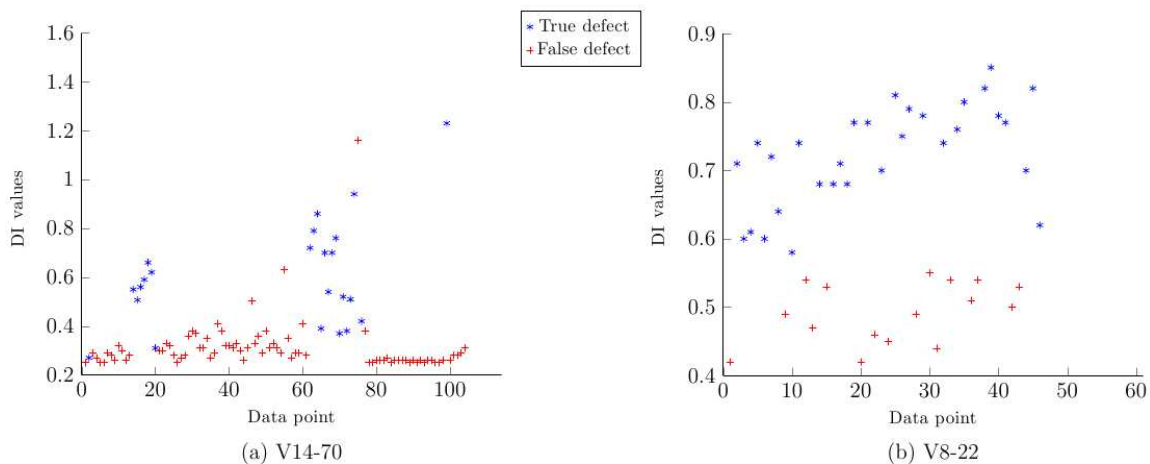 True defect
False defect
1.6
1.4
1.2
1
0.8
0.6
0.4
0.2
DI values
0 20 40 60 80 100
Data point
(a) V14-70
0.9
0.8
0.7
0.6
0.5
0.4
DI values
0 10 20 30 40 50 60
Data point
(b) V8-22